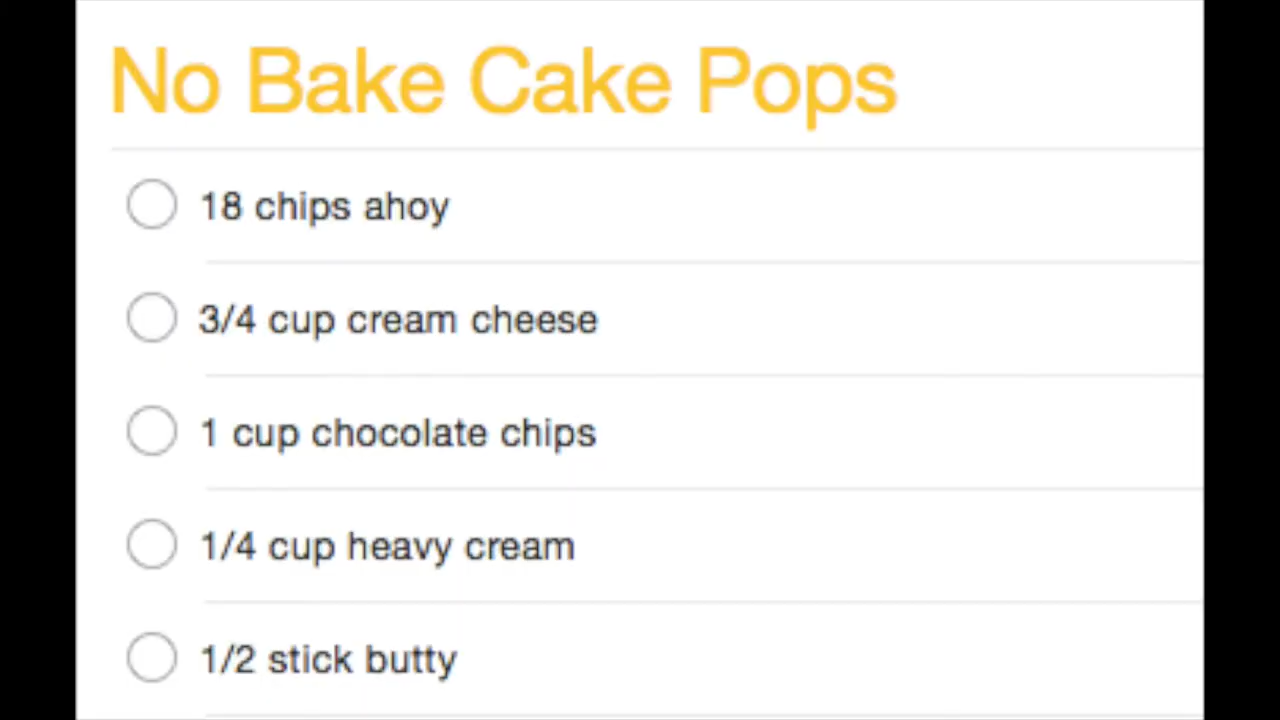 No Bake Cake Pops
18 chips ahoy
3/4 cup cream cheese
1 cup chocolate chips
1/4 cup heavy cream
1/2 stick butty